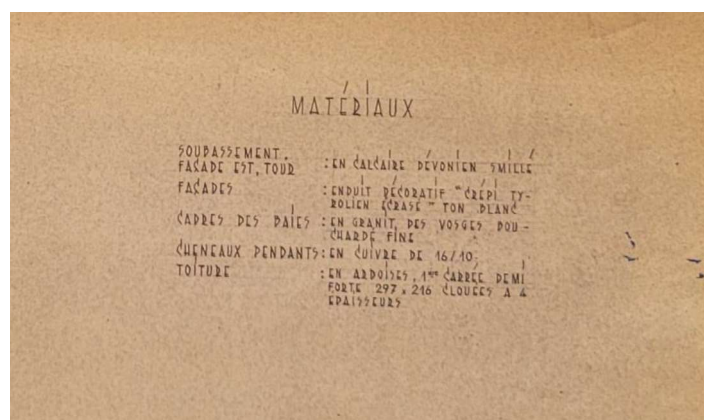 MATÉRIAUX
SOUBASSEMENT,
FAÇADE EST, TOUR : EN CALCAIRE DÉVONIEN SMILLÉ
FAÇADES : ENDUIT DÉCORATIF "CRÉPI TY-
ROLIEN ÉCRASÉ" TON BLANC
CADRES DES BAIES : EN GRANIT DES VOSGES BOU-
CHARDÉ FINE
CHENEAUX PENDANTS : EN CUIVRE DE 16/10
TOITURE : EN ARDOISES, 1ère CARRÉE DEMI
FORTE 297 x 216 CLOUÉES A 4
EPAISSEURS